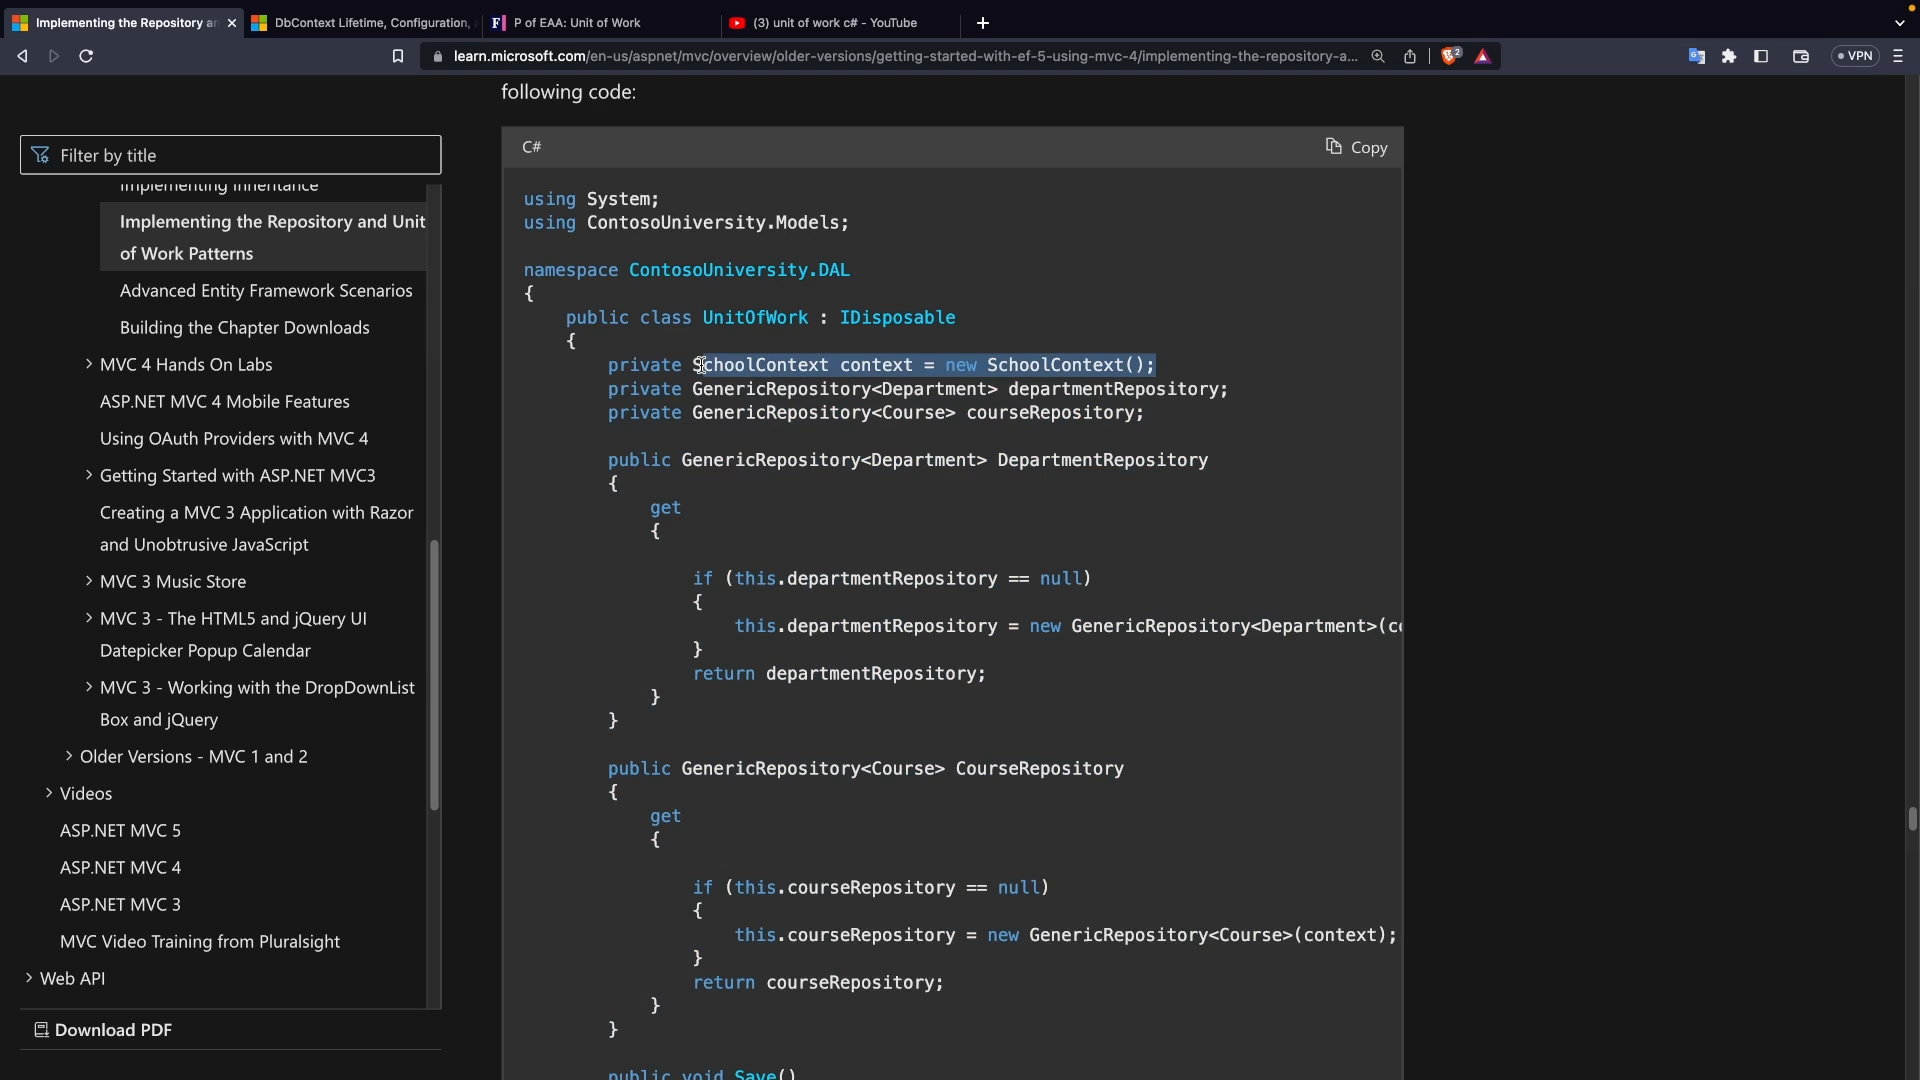 Implementing the Repository an
DbContext Lifetime, Configuration,
P of EAA: Unit of Work
(3) unit of work c# - YouTube
learn.microsoft.com/en-us/aspnet/mvc/overview/older-versions/getting-started-with-ef-5-using-mvc-4/implementing-the-repository-a...
2
VPN
Filter by title
Implementing Inheritance
Implementing the Repository and Unit
of Work Patterns
Advanced Entity Framework Scenarios
Building the Chapter Downloads
MVC 4 Hands On Labs
ASP.NET MVC 4 Mobile Features
Using OAuth Providers with MVC 4
Getting Started with ASP.NET MVC3
Creating a MVC 3 Application with Razor
and Unobtrusive JavaScript
MVC 3 Music Store
MVC 3 - The HTML5 and jQuery UI
Datepicker Popup Calendar
MVC 3 - Working with the DropDownList
Box and jQuery
Older Versions - MVC 1 and 2
Videos
ASP.NET MVC 5
ASP.NET MVC 4
ASP.NET MVC 3
MVC Video Training from Pluralsight
Web API
Download PDF
following code:
C#
Copy
using System;
using ContosoUniversity.Models;
namespace ContosoUniversity.DAL
{
public class UnitOfWork : IDisposable
{
private SchoolContext context = new SchoolContext();
private GenericRepository<Department> departmentRepository;
private GenericRepository<Course> courseRepository;
public GenericRepository<Department> DepartmentRepository
{
get
{
if (this.departmentRepository == null)
{
this.departmentRepository = new GenericRepository<Department>(co
}
return departmentRepository;
}
}
public GenericRepository<Course> CourseRepository
{
get
{
if (this.courseRepository == null)
{
this.courseRepository = new GenericRepository<Course>(context);
}
return courseRepository;
}
}
public void Save()